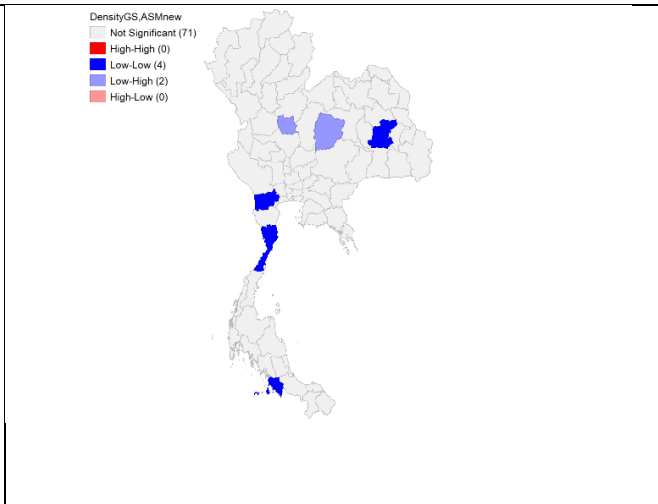 DensityGS,ASMnew
Not Significant (71)
High-High (0)
Low-Low (4)
Low-High (2)
High-Low (0)